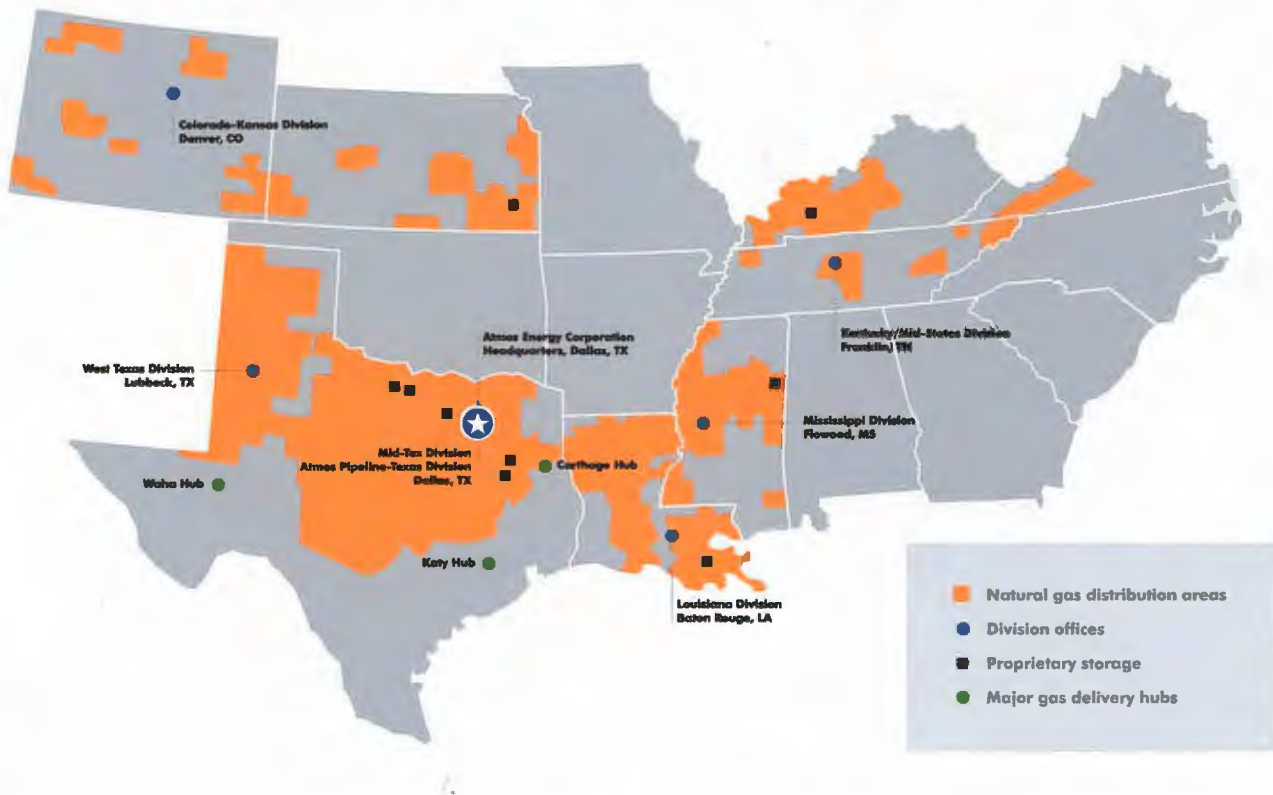 Colorado-Kansas Division
Denver, CO
Atmos Energy Corporation
Headquarters, Dallas, TX
Kentucky/Mid-States Division
Franklin, TN
West Texas Division
Lubbock, TX
Mississippi Division
Flowood, MS
Mid-Tex Division
Atmos Pipeline-Texas Division
Dallas, TX
Carthage Hub
Waha Hub
Katy Hub
Louisiana Division
Baton Rouge, LA
Natural gas distribution areas
Division offices
Proprietary storage
Major gas delivery hubs